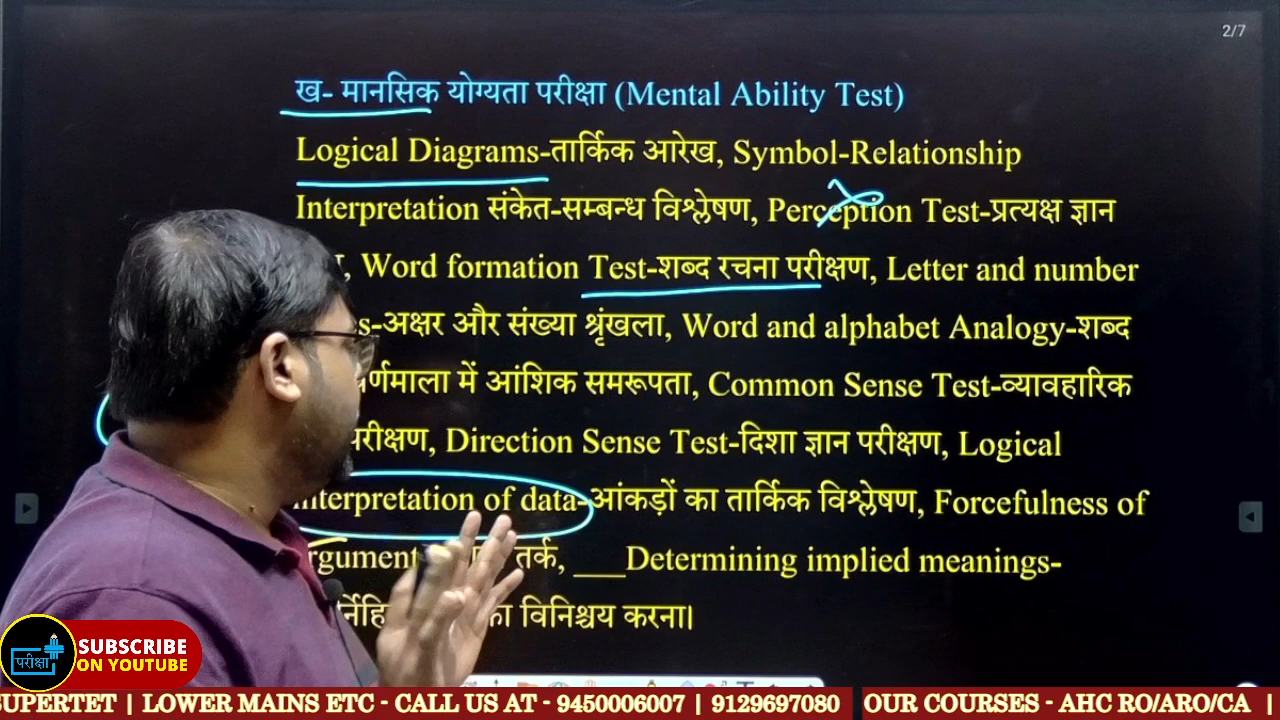 2/7
ख- मानसिक योग्यता परीक्षा (Mental Ability Test)
Logical Diagrams-तार्किक आरेख, Symbol-Relationship
Interpretation संकेत-सम्बन्ध विश्लेषण, Perception Test-प्रत्यक्ष ज्ञान
, Word formation Test-शब्द रचना परीक्षण, Letter and number
s-अक्षर और संख्या श्रृंखला, Word and alphabet Analogy-शब्द
वर्णमाला में आंशिक समरूपता, Common Sense Test-व्यावहारिक
परीक्षण, Direction Sense Test-दिशा ज्ञान परीक्षण, Logical
Interpretation of data-आंकड़ों का तार्किक विश्लेषण, Forcefulness of
argument तर्क, ___Determining implied meanings-
का विनिश्चय करना।
परीक्षा
SUBSCRIBE
ON YOUTUBE
SUPERTET | LOWER MAINS ETC - CALL US AT - 9450006007 | 9129697080 OUR COURSES - AHC RO/ARO/CA |